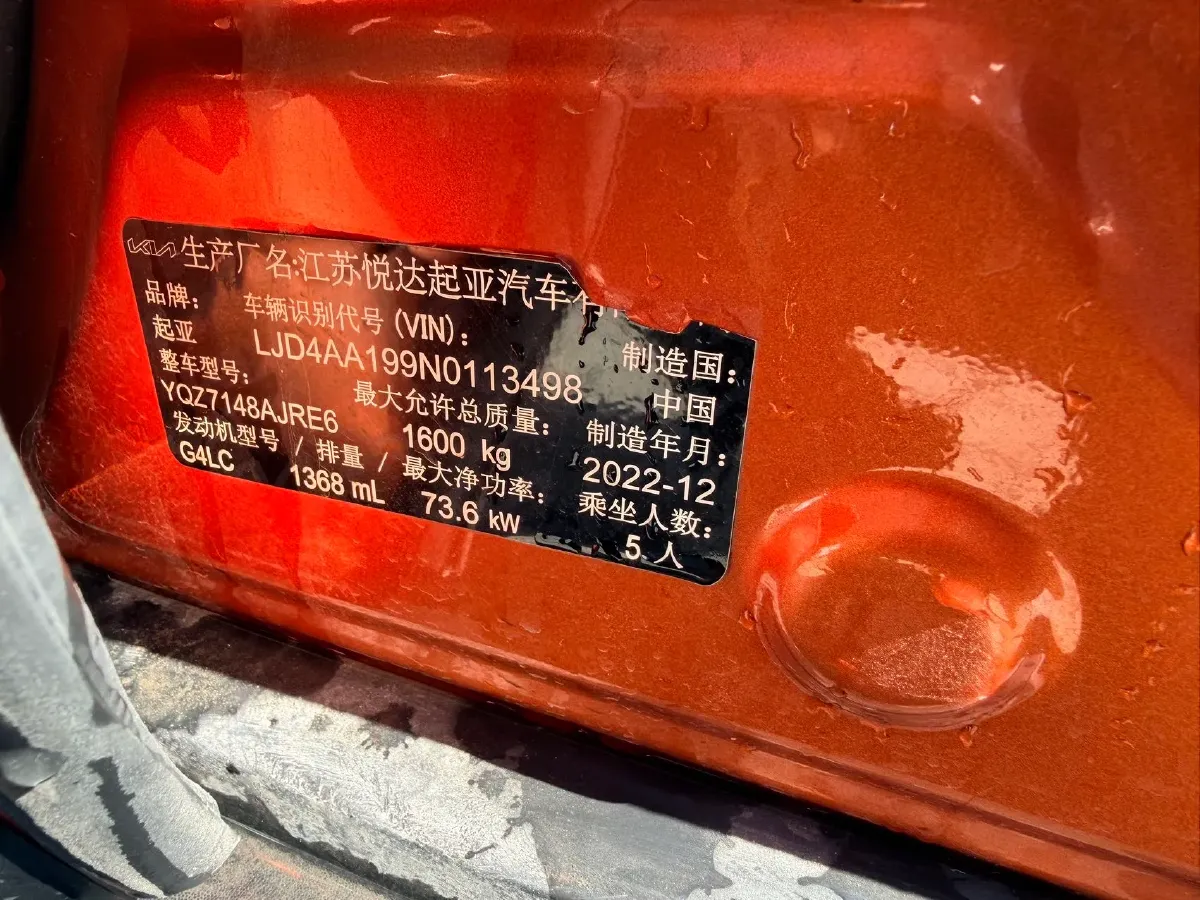 KIA 生产厂名:江苏悦达起亚汽车有
品牌: 车辆识别代号 (VIN): 制造国:
起亚 LJD4AA199N0113498 中国
整车型号: 最大允许总质量: 制造年月:
YQZ7148AJRE6 1600 kg 2022-12
发动机型号 / 排量 / 最大净功率: 乘坐人数:
G4LC 1368 mL 73.6 kW 5 人